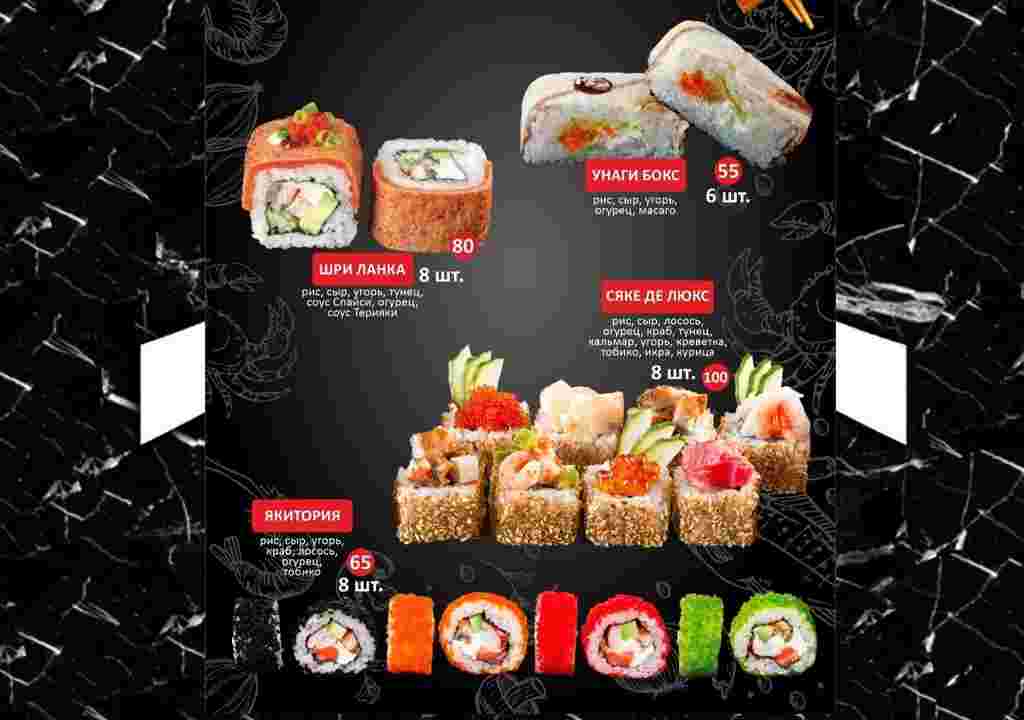 УНАГИ БОКС
55
6 шт.
рис, сыр, угорь,
огурец, масаго
80
ШРИ ЛАНКА
8 шт.
рис, сыр, угорь, тунец,
соус Спайси, огурец,
соус Терияки
СЯКЕ ДЕ ЛЮКС
рис, сыр, лосось,
огурец, краб, тунец,
кальмар, угорь, креветка,
тобико, икра, курица
8 шт.
100
ЯКИТОРИЯ
рис, сыр, угорь,
краб, лосось,
огурец,
тобико
65
8 шт.